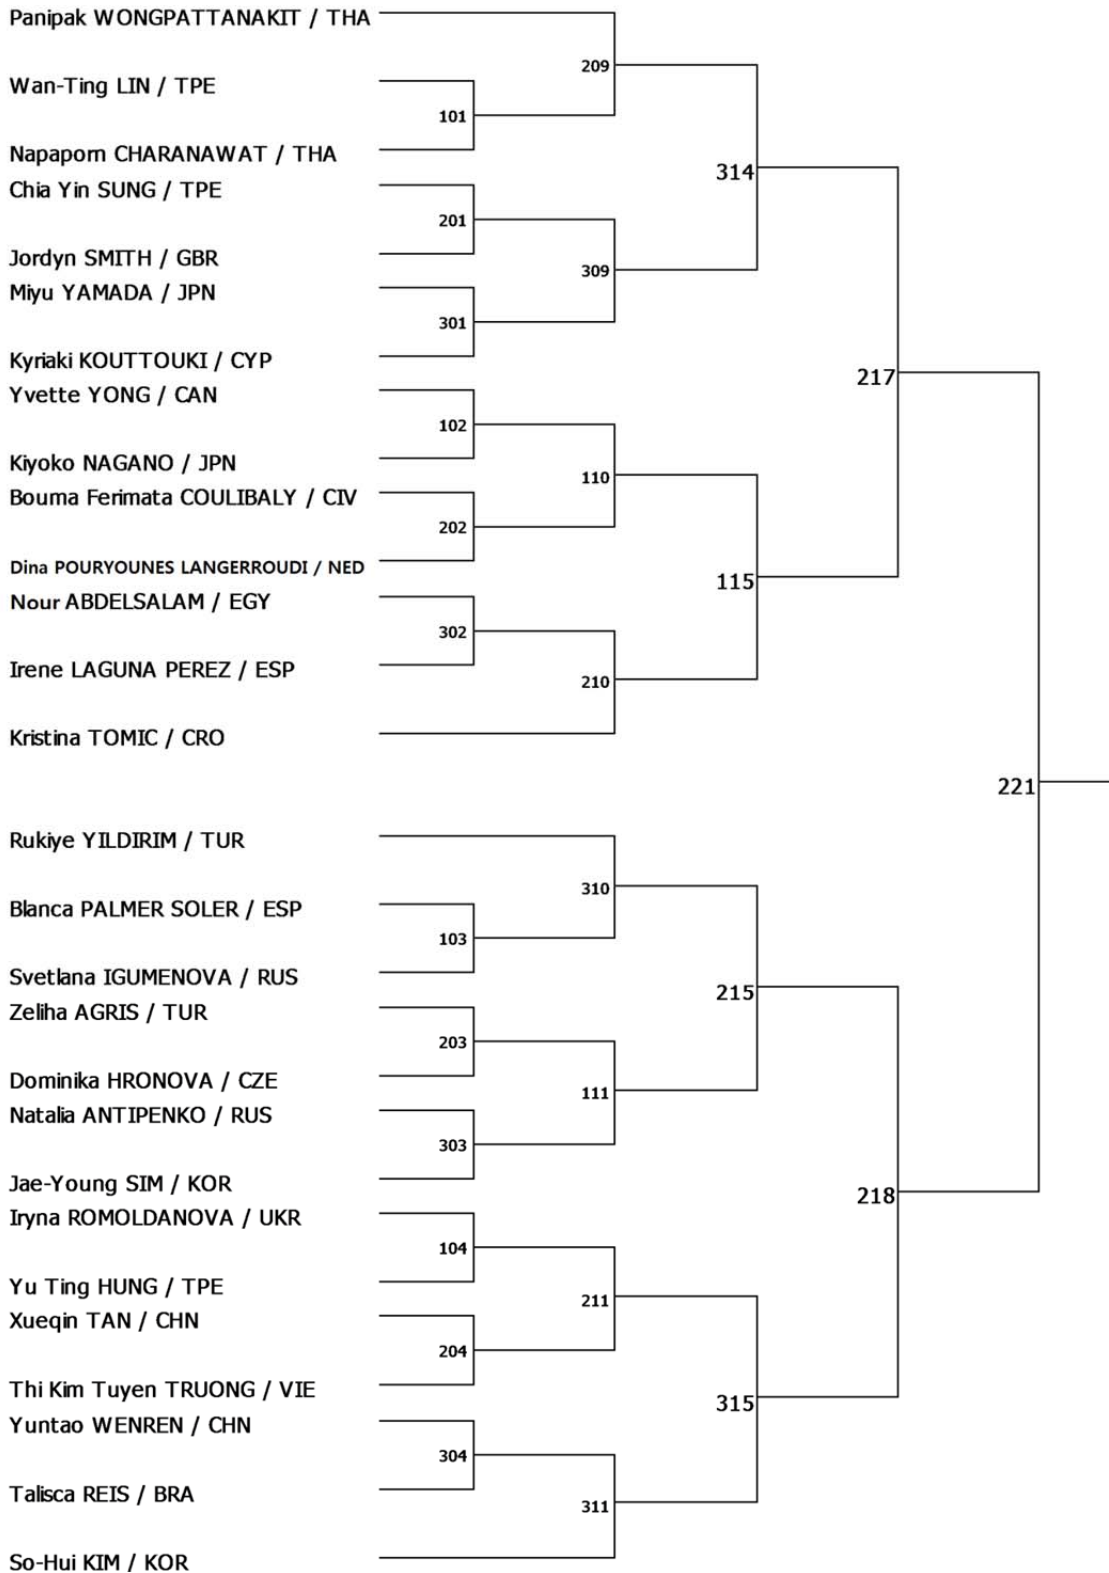 Panipak WONGPATTANAKIT / THA
209
Wan-Ting LIN / TPE
101
Napaporn CHARANAWAT / THA
314
Chia Yin SUNG / TPE
201
Jordyn SMITH / GBR
309
Miyu YAMADA / JPN
301
Kyriaki KOUTTOUKI / CYP
217
Yvette YONG / CAN
102
Kiyoko NAGANO / JPN
110
Bouma Ferimata COULIBALY / CIV
202
Dina POURYOUNES LANGERROUDI / NED
115
Nour ABDELSALAM / EGY
302
Irene LAGUNA PEREZ / ESP
210
Kristina TOMIC / CRO
221
Rukiye YILDIRIM / TUR
310
Blanca PALMER SOLER / ESP
103
Svetlana IGUMENOVA / RUS
215
Zeliha AGRIS / TUR
203
Dominika HRONOVA / CZE
111
Natalia ANTIPENKO / RUS
303
Jae-Young SIM / KOR
218
Iryna ROMOLDANOVA / UKR
104
Yu Ting HUNG / TPE
211
Xueqin TAN / CHN
204
Thi Kim Tuyen TRUONG / VIE
315
Yuntao WENREN / CHN
304
Talisca REIS / BRA
311
So-Hui KIM / KOR